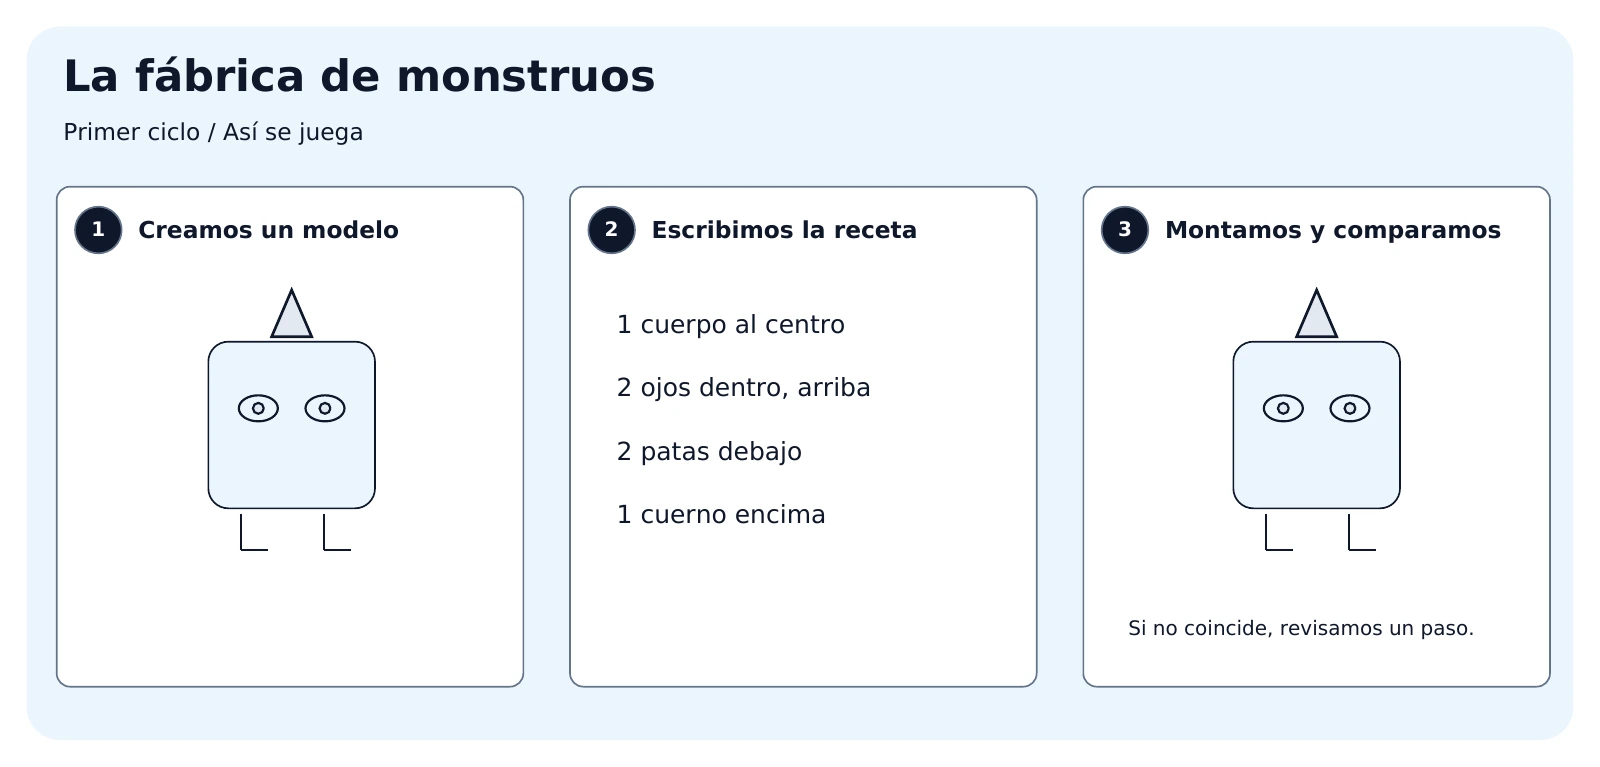 La fábrica de monstruos
Primer ciclo / Así se juega
1 Creamos un modelo
2 Escribimos la receta
1 cuerpo al centro
2 ojos dentro, arriba
2 patas debajo
1 cuerno encima
3 Montamos y comparamos
Si no coincide, revisamos un paso.